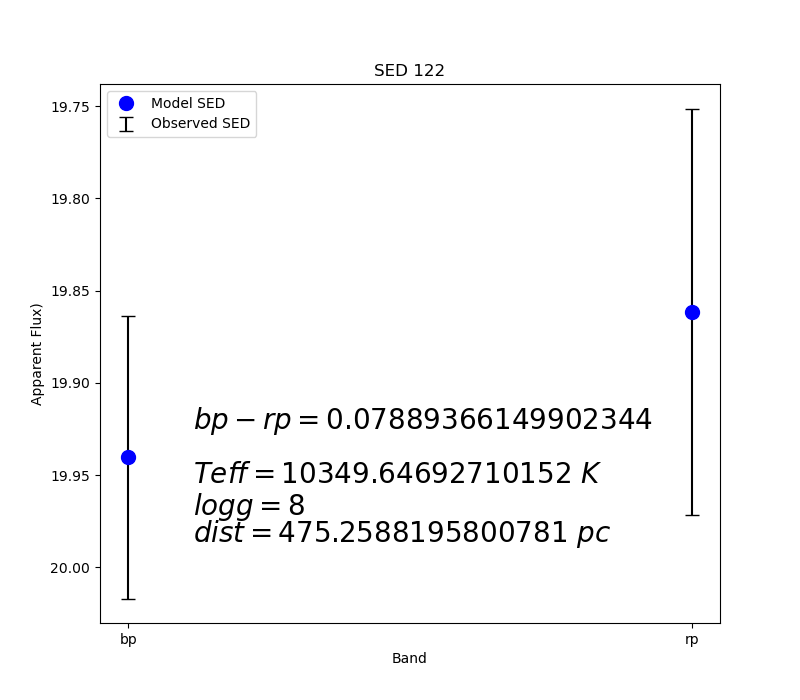 SED 122
Model SED
Observed SED
19.75
19.80
19.85
19.90
19.95
20.00
Apparent Flux)
bp − rp = 0.07889366149902344
Teff = 10349.64692710152 K
logg = 8
dist = 475.2588195800781 pc
bp
rp
Band